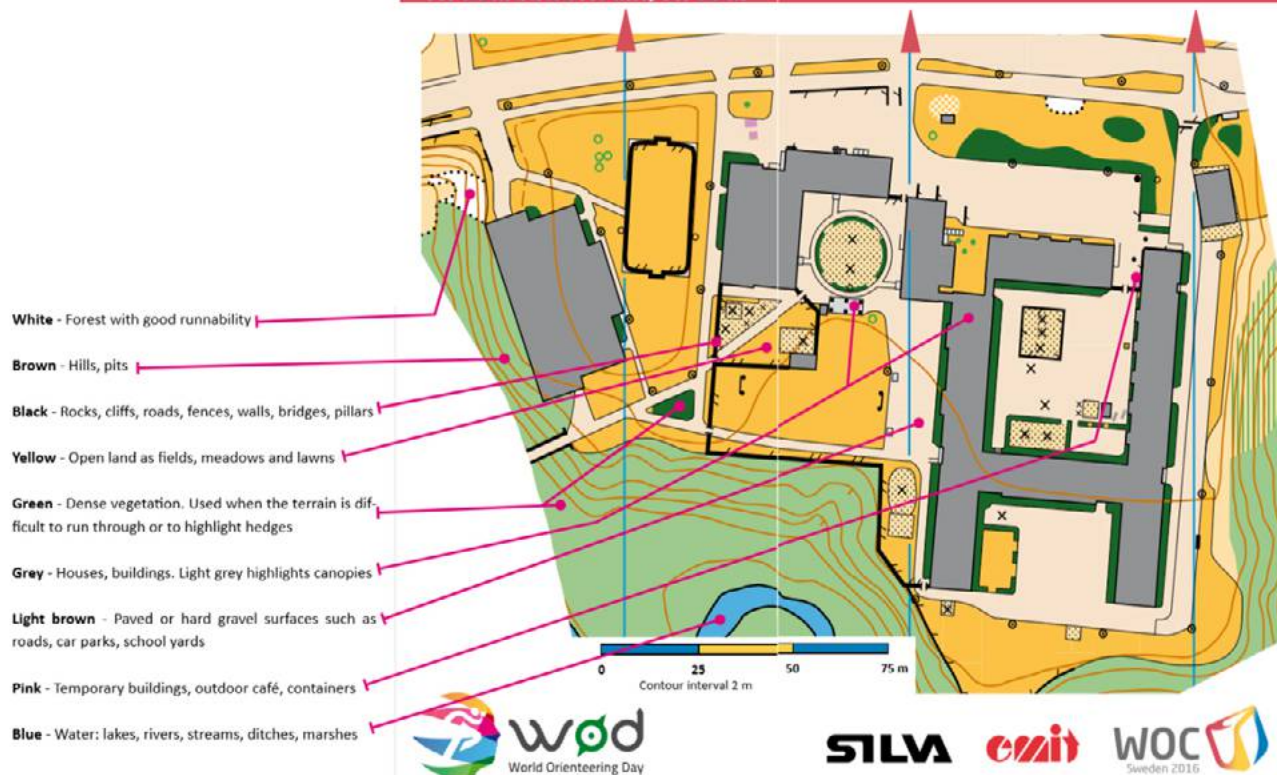 White - Forest with good runnability
Brown - Hills, pits
Black - Rocks, cliffs, roads, fences, walls, bridges, pillars
Yellow - Open land as fields, meadows and lawns
Green - Dense vegetation. Used when the terrain is dif-
ficult to run through or to highlight hedges
Grey - Houses, buildings. Light grey highlights canopies
Light brown - Paved or hard gravel surfaces such as
roads, car parks, school yards
Pink - Temporary buildings, outdoor café, containers
Blue - Water: lakes, rivers, streams, ditches, marshes
0 25 50 75 m
Contour interval 2 m
wod
World Orienteering Day
SILVA
emit
WOC
Sweden 2016